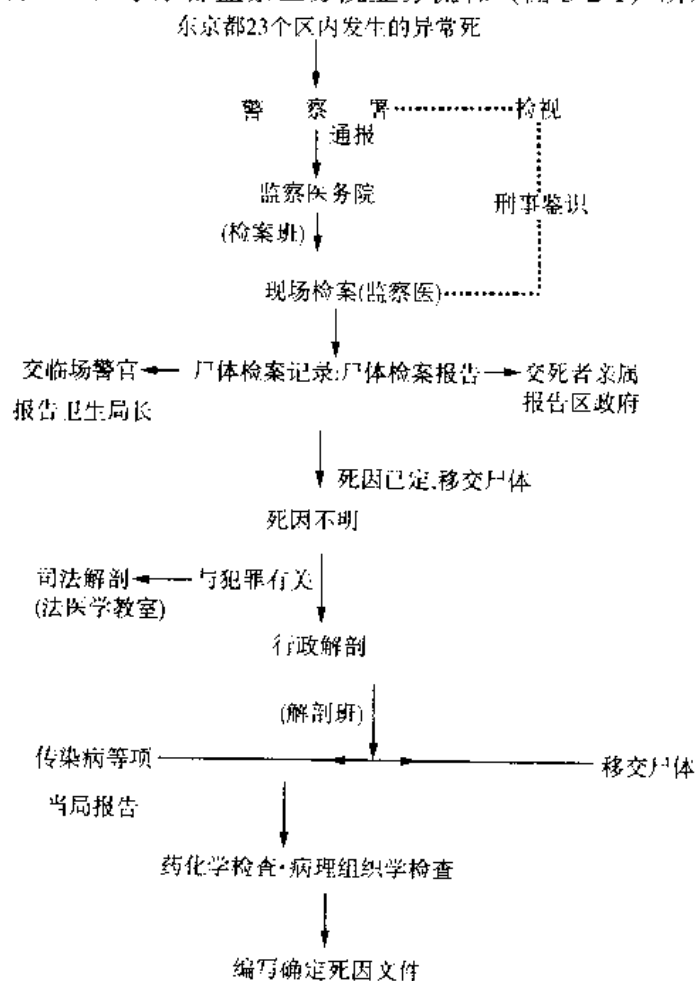 东京都23个区内发生的异常死
警 察 署 检视
通报
监察医务院
刑事鉴识
(检案班)
现场检案(监察医)
交临场警官 尸体检案记录;尸体检案报告 交死者亲属
报告卫生局长 报告区政府
死因已定,移交尸体
死因不明
司法解剖 与犯罪有关
(法医学教室)
行政解剖
(解剖班)
传染病等项 移交尸体
当局报告
药化学检查·病理组织学检查
编写确定死因文件